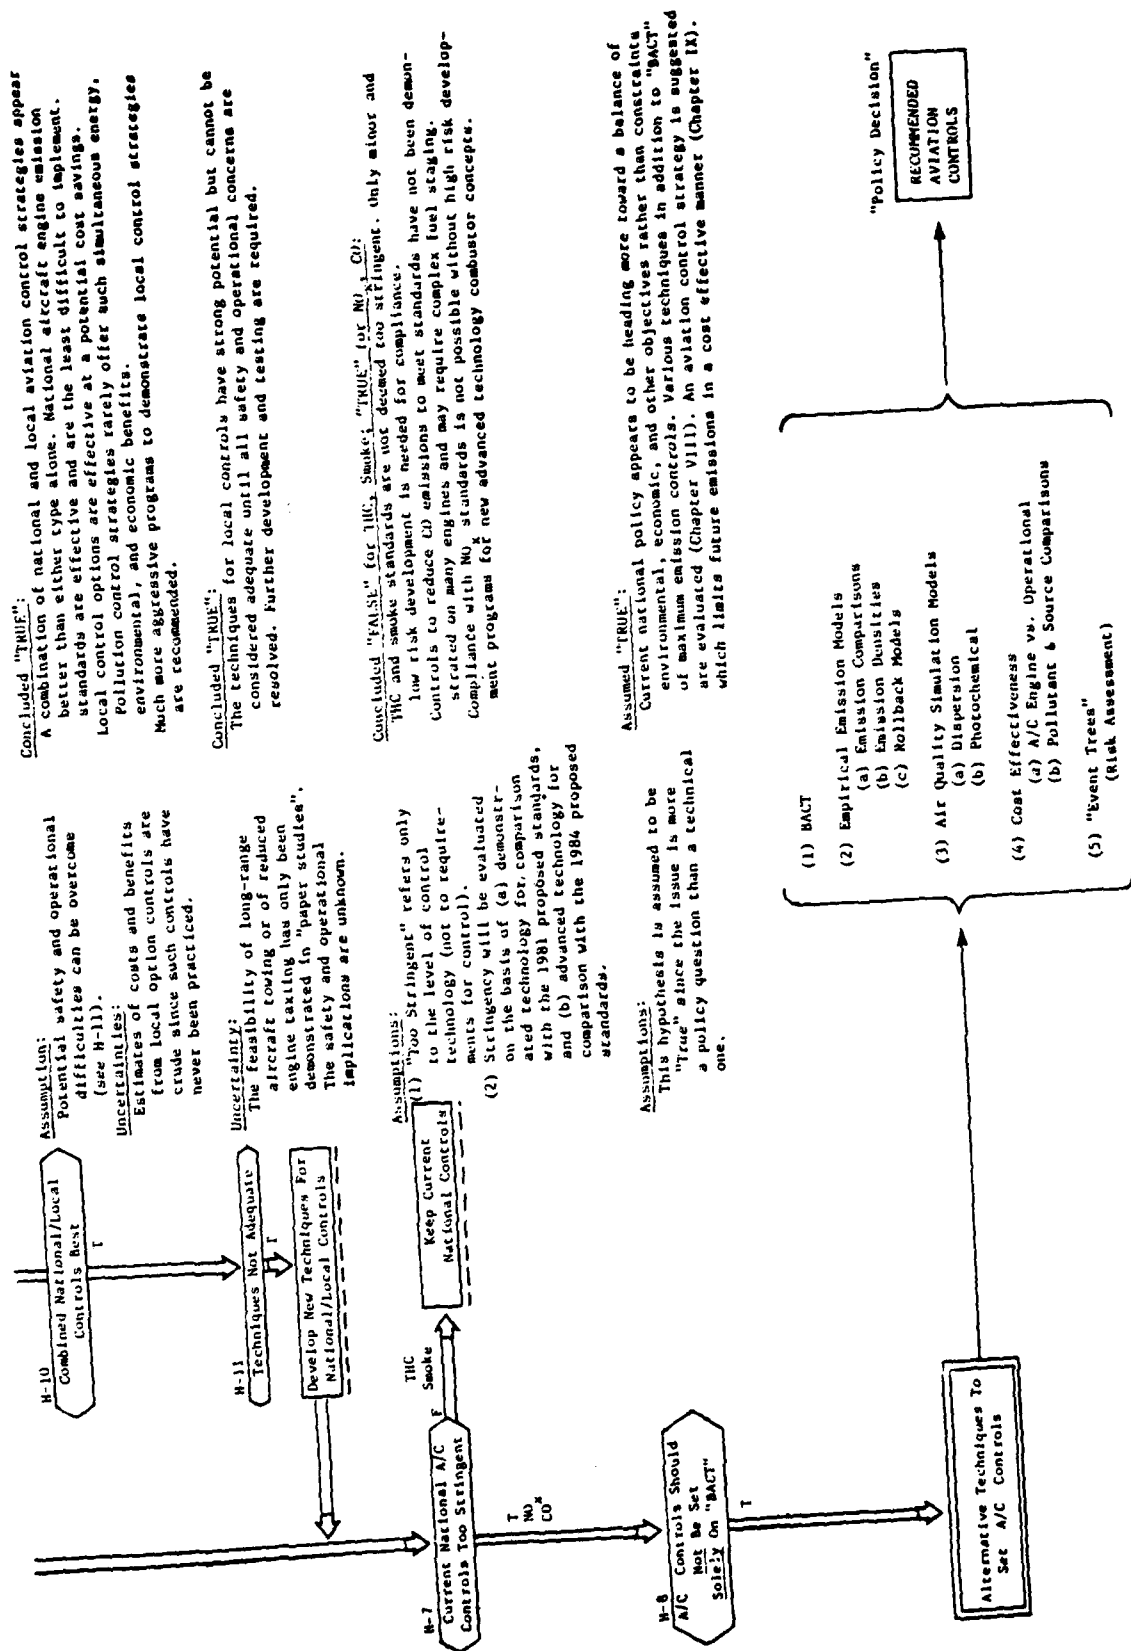 H-10
Combined National/Local
Controls Best
T
Assumption:
Potential safety and operational
difficulties can be overcome
(see H-11).
Uncertainties:
Estimates of costs and benefits
from local option controls are
crude since such controls have
never been practiced.
Concluded "TRUE":
A combination of national and local aviation control strategies appear
better than either type alone. National aircraft engine emission
standards are effective and are the least difficult to implement.
Local control options are effective at a potential cost savings.
Pollution control strategies rarely offer such simultaneous energy,
environmental, and economic benefits.
Much more aggressive programs to demonstrate local control strategies
are recommended.
H-11
Techniques Not Adequate
T
Develop New Techniques For
National/Local Controls
Uncertainty:
The feasibility of long-range
aircraft towing or of reduced
engine taxiing has only been
demonstrated in "paper studies".
The safety and operational
implications are unknown.
Concluded "TRUE":
The techniques for local controls have strong potential but cannot be
considered adequate until all safety and operational concerns are
resolved. Further development and testing are required.
H-7
Current National A/C
Controls Too Stringent
F
THC
Smoke
Keep Current
National Controls
T
NOx
CO
Assumptions:
(1) "Too Stringent" refers only
to the level of control
technology (not to require-
ments for control).
(2) Stringency will be evaluated
on the basis of (a) demonstr-
ated technology for comparison
with the 1981 proposed standards,
and (b) advanced technology for
comparison with the 1984 proposed
standards.
Concluded "FALSE" for THC, Smoke; "TRUE" for NOx, CO:
THC and smoke standards are not deemed too stringent. Only minor and
low risk development is needed for compliance.
Controls to reduce CO emissions to meet standards have not been demon-
strated on many engines and may require complex fuel staging.
Compliance with NOx standards is not possible without high risk develop-
ment programs for new advanced technology combustor concepts.
H-8
A/C Controls Should
Not Be Set
Solely On "BACT"
T
Assumptions:
This hypothesis is assumed to be
"True" since the issue is more
a policy question than a technical
one.
Assumed "TRUE":
Current national policy appears to be heading more toward a balance of
environmental, economic, and other objectives rather than constraints
of maximum emission controls. Various techniques in addition to "BACT"
are evaluated (Chapter VIII). An aviation control strategy is suggested
which limits future emissions in a cost effective manner (Chapter IX).
Alternative Techniques To
Set A/C Controls
(1) BACT
(2) Empirical Emission Models
(a) Emission Comparisons
(b) Emission Densities
(c) Rollback Models
(3) Air Quality Simulation Models
(a) Dispersion
(b) Photochemical
(4) Cost Effectiveness
(a) A/C Engine vs. Operational
(b) Pollutant & Source Comparisons
(5) "Event Trees"
(Risk Assessment)
"Policy Decision"
RECOMMENDED
AVIATION
CONTROLS